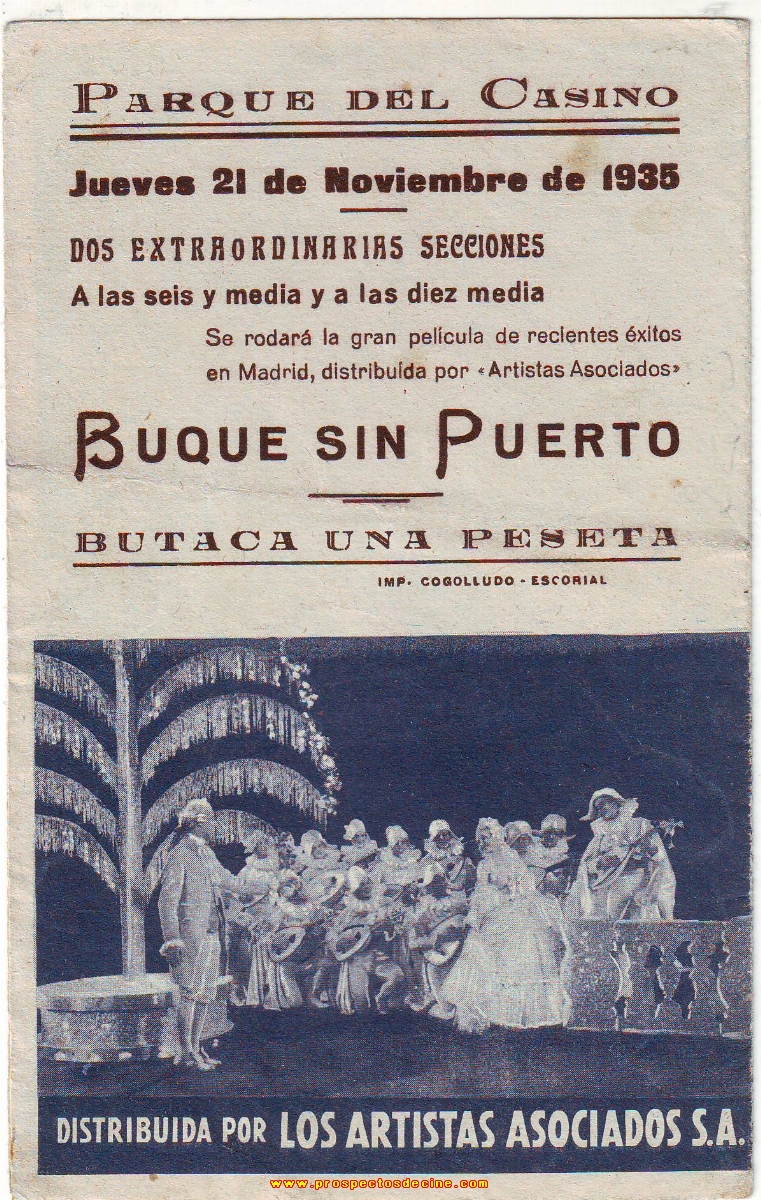 PARQUE DEL CASINO
Jueves 21 de Noviembre de 1935
DOS EXTRAORDINARIAS SECCIONES
A las seis y media y a las diez media
Se rodará la gran película de recientes éxitos
en Madrid, distribuída por «Artistas Asociados»
BUQUE SIN PUERTO
BUTACA UNA PESETA
IMP. COGOLLUDO - ESCORIAL
DISTRIBUIDA POR LOS ARTISTAS ASOCIADOS S.A.
www.prospectosdecine.com